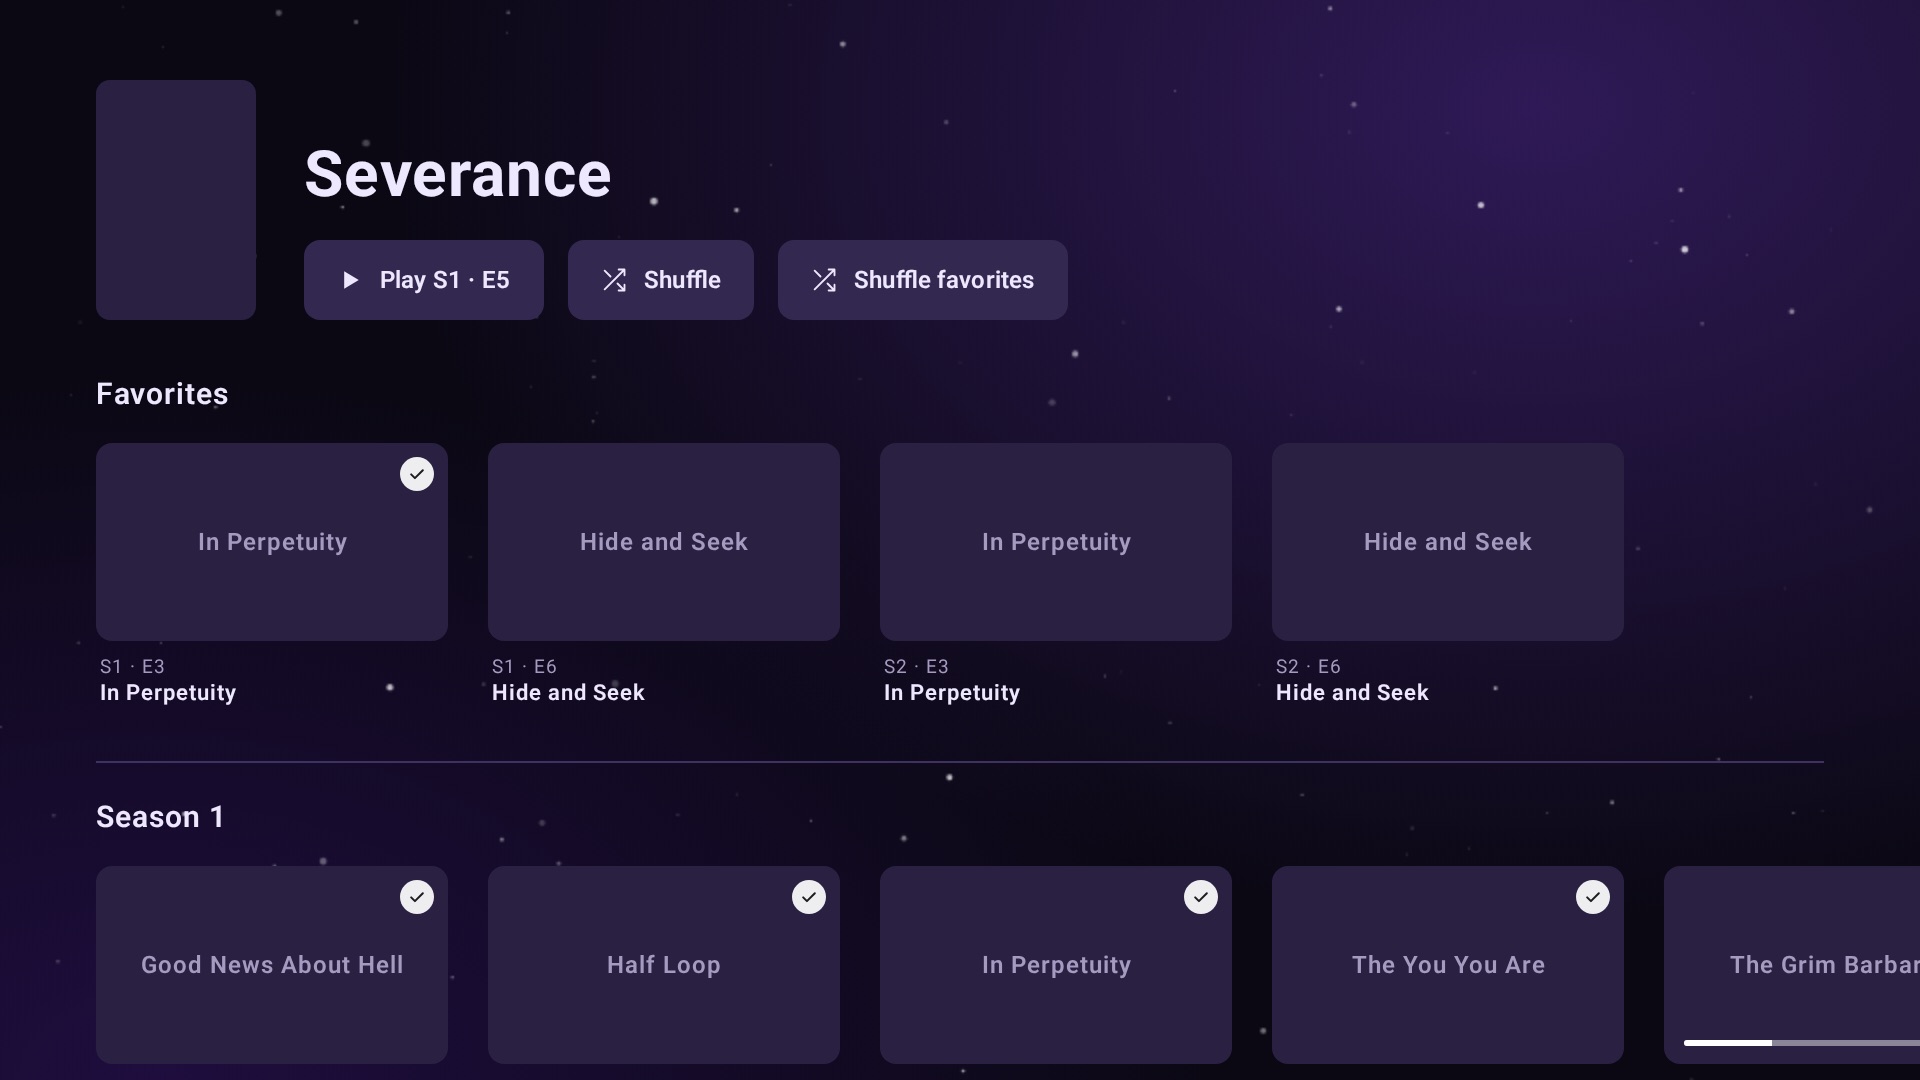 Severance
Play S1 · E5
Shuffle
Shuffle favorites
Favorites
In Perpetuity
Hide and Seek
In Perpetuity
Hide and Seek
S1 · E3
In Perpetuity
S1 · E6
Hide and Seek
S2 · E3
In Perpetuity
S2 · E6
Hide and Seek
Season 1
Good News About Hell
Half Loop
In Perpetuity
The You You Are
The Grim